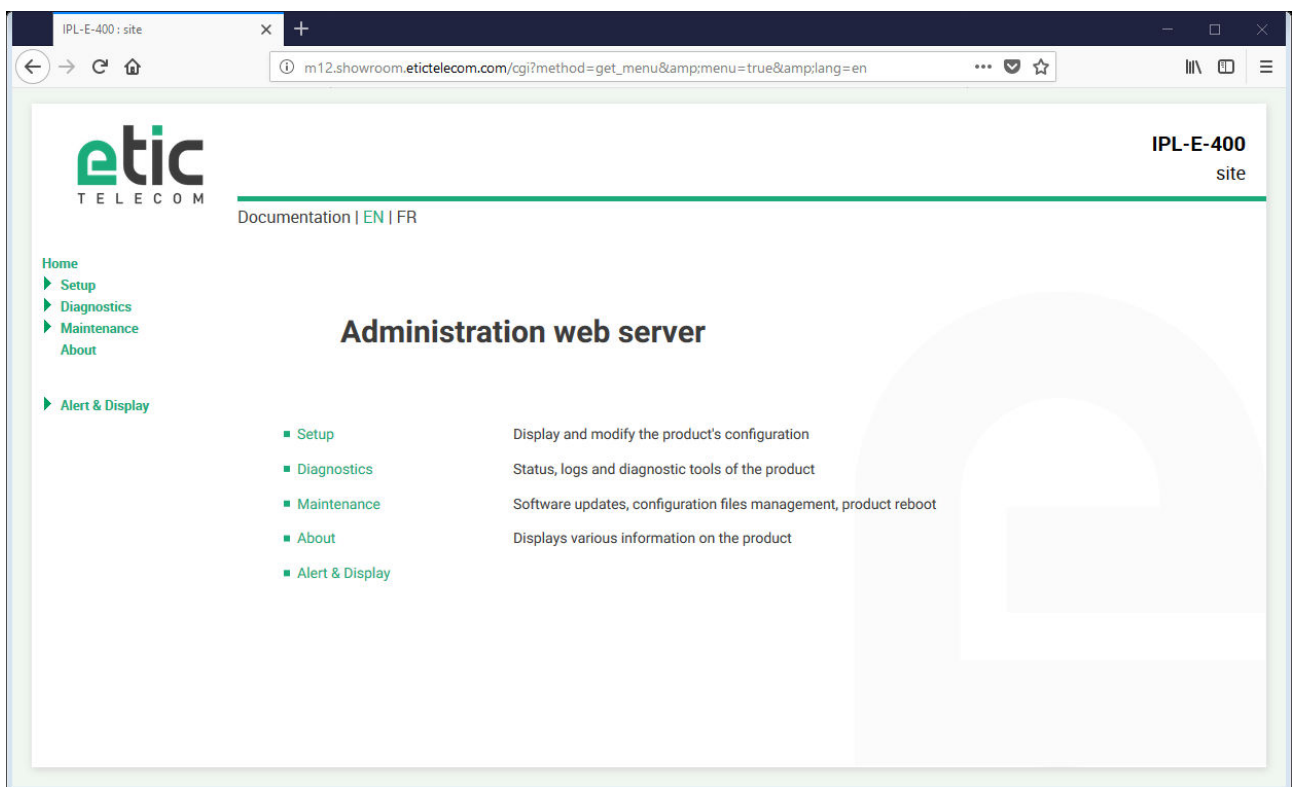 IPL-E-400 : site
m12.showroom.etictelecom.com/cgi?method=get_menu&amp;menu=true&amp;lang=en
etic
TELECOM
IPL-E-400
site
Documentation | EN | FR
Home
Setup
Diagnostics
Maintenance
About
Alert & Display
Administration web server
Setup Display and modify the product's configuration
Diagnostics Status, logs and diagnostic tools of the product
Maintenance Software updates, configuration files management, product reboot
About Displays various information on the product
Alert & Display